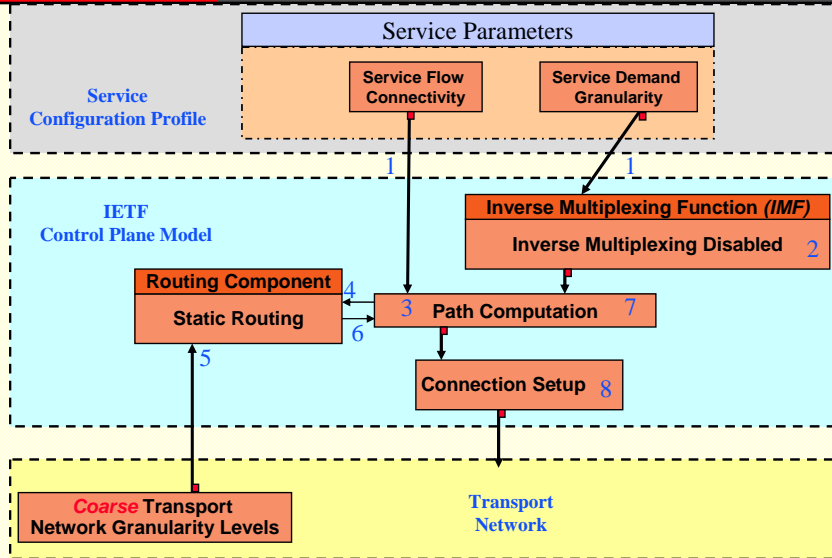 Service Parameters
Service Flow
Connectivity
Service Demand
Granularity
Service
Configuration Profile
1
1
IETF
Control Plane Model
Inverse Multiplexing Function (IMF)
Inverse Multiplexing Disabled
2
Routing Component
Static Routing
4
6
5
3
Path Computation
7
Connection Setup
8
Coarse Transport
Network Granularity Levels
Transport
Network